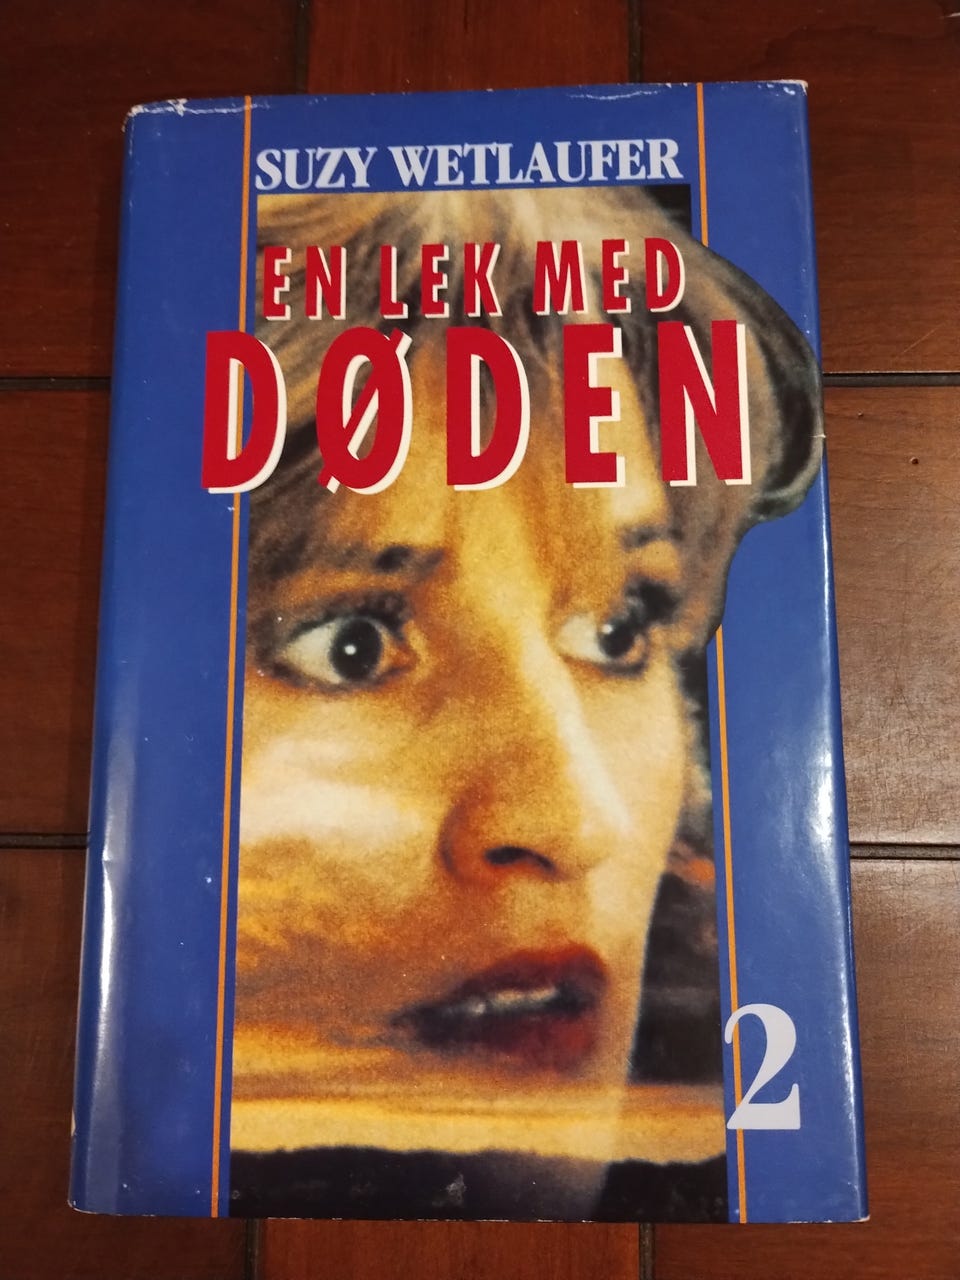 SUZY WETLAUFER
EN LEK MED
DØDEN
2